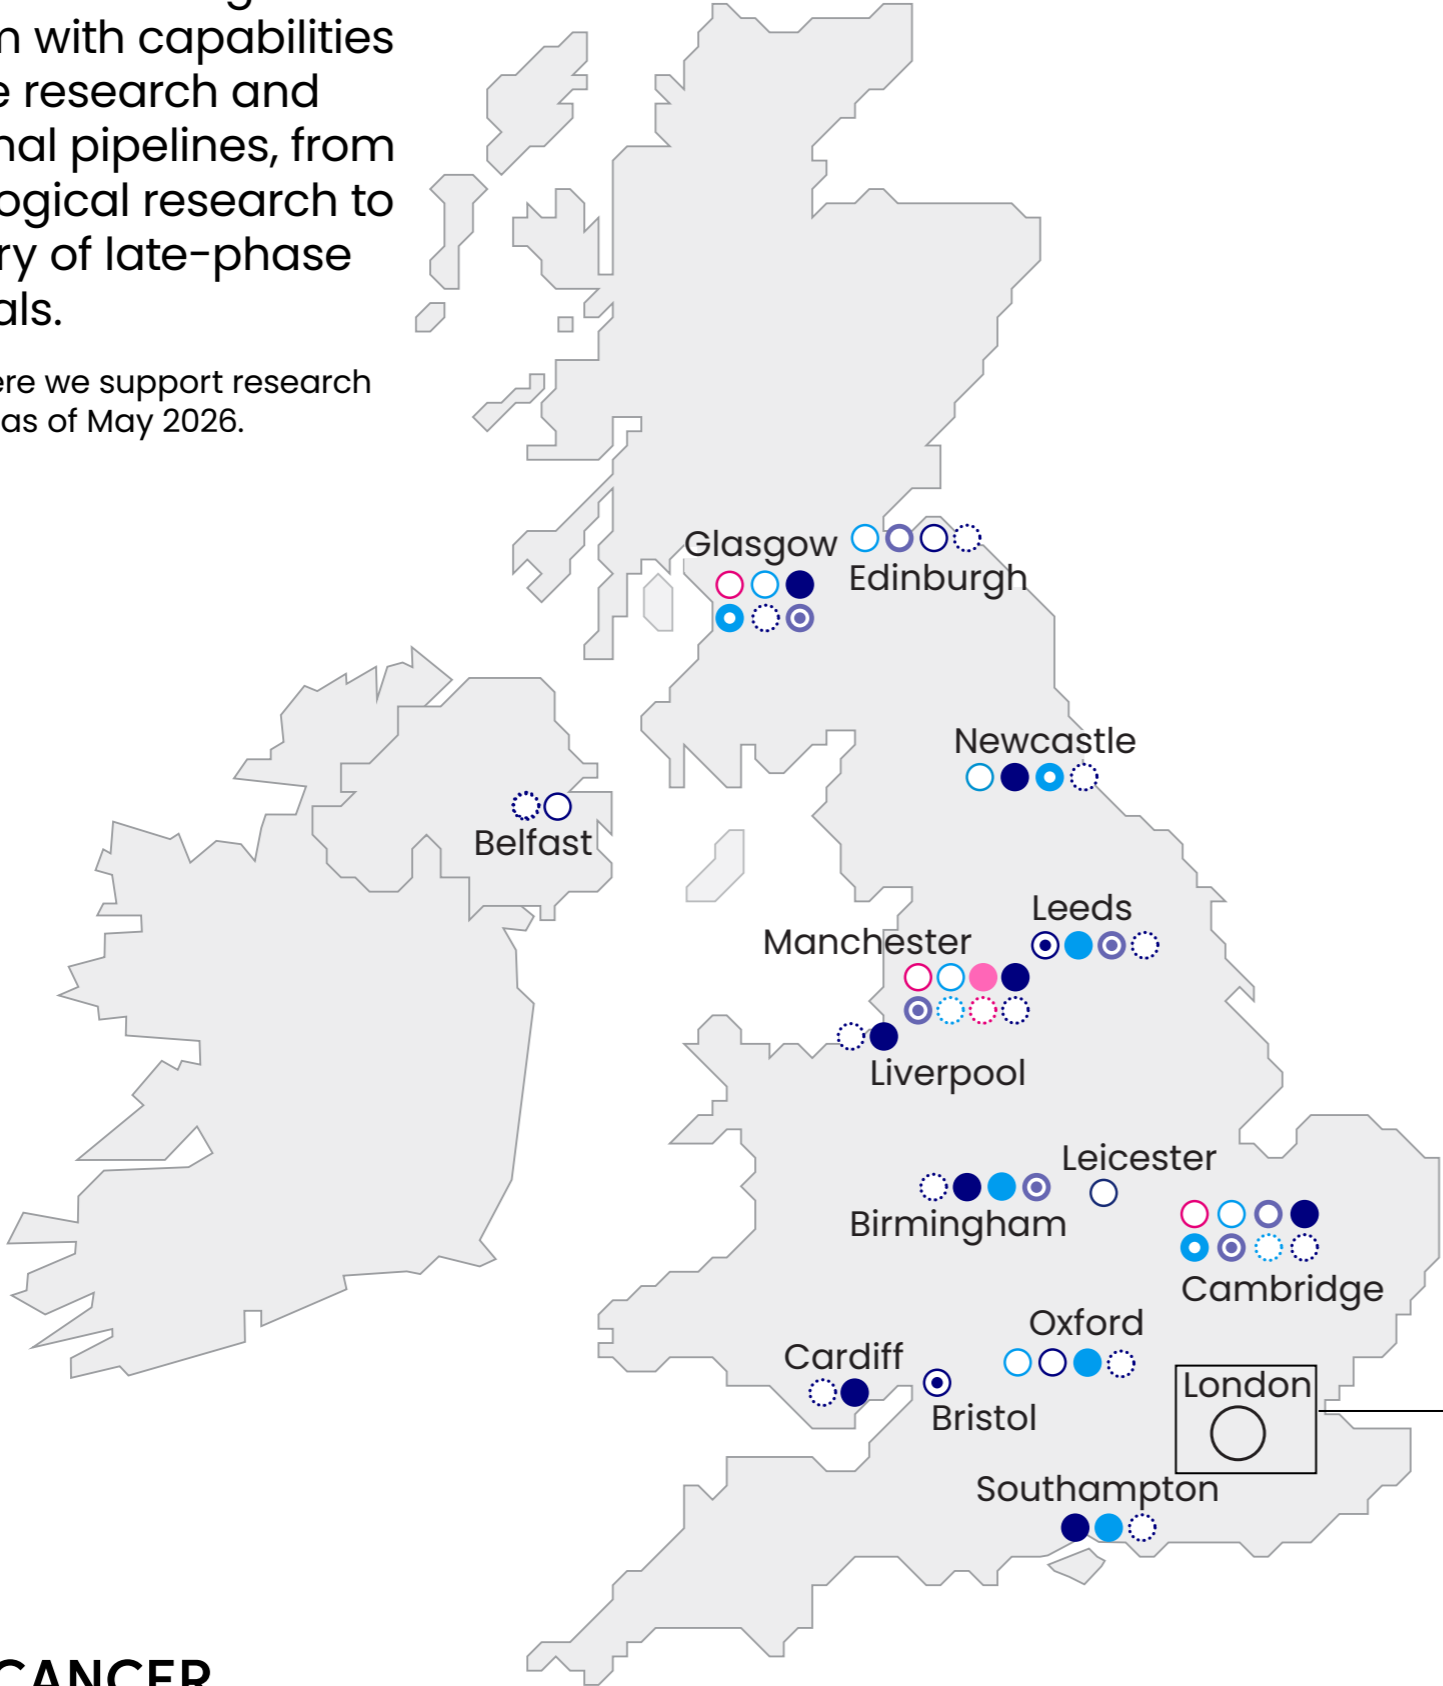 m with capabilities
e research and
nal pipelines, from
ogical research to
ry of late-phase
als.
ere we support research
as of May 2026.
Glasgow
Edinburgh
Newcastle
Belfast
Leeds
Manchester
Liverpool
Leicester
Birmingham
Cambridge
Oxford
Cardiff
London
Bristol
Southampton
CANCER